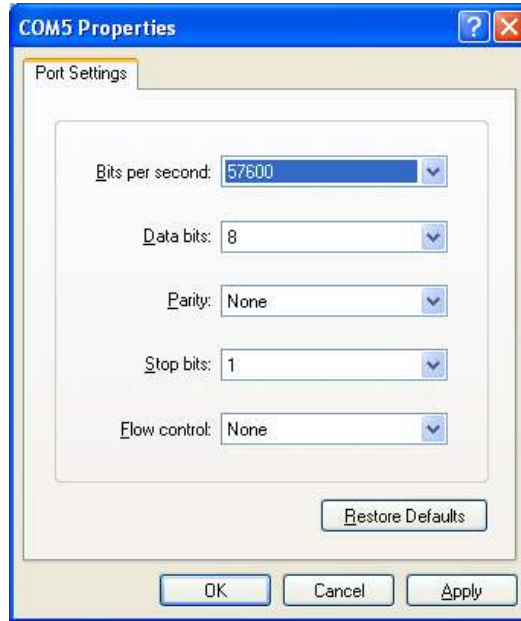 COM5 Properties
Port Settings
Bits per second: 57600
Data bits: 8
Parity: None
Stop bits: 1
Flow control: None
Restore Defaults
OK Cancel Apply